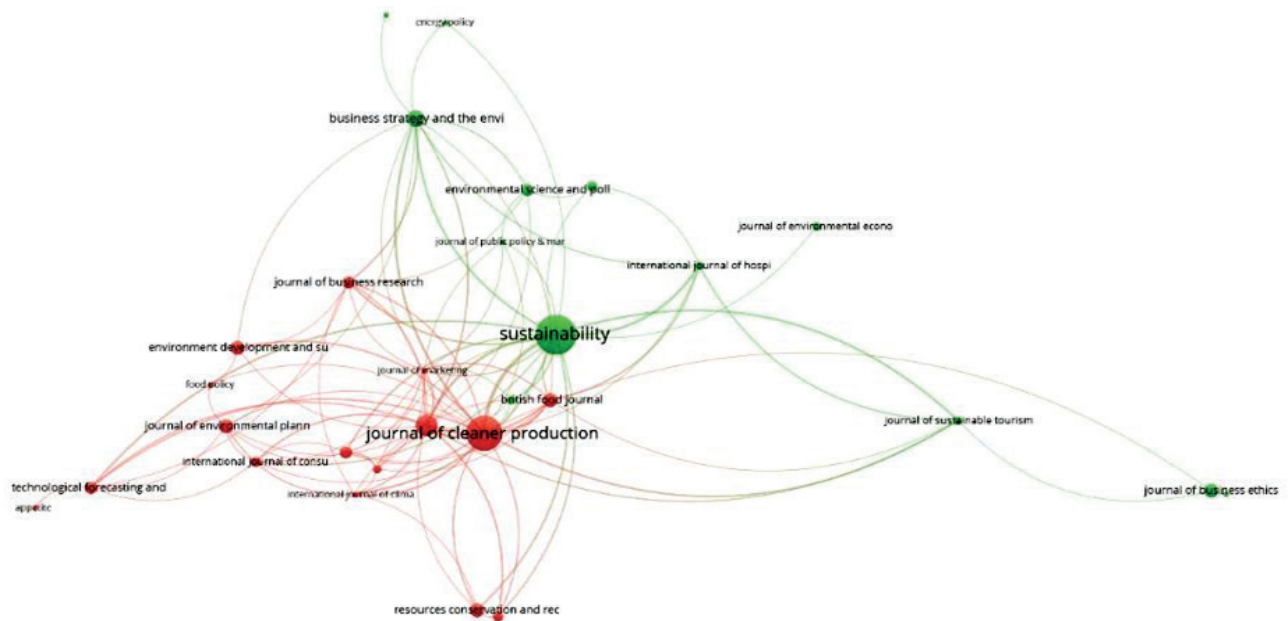 energy policy
business strategy and the envi
environmental science and poll
journal of environmental econo
journal of public policy & mar
international journal of hospi
journal of business research
sustainability
environment development and su
journal of marketing
food policy
british food journal
journal of sustainable tourism
journal of environmental plann
journal of cleaner production
international journal of consu
technological forecasting and
international journal of clima
journal of business ethics
appetite
resources conservation and rec